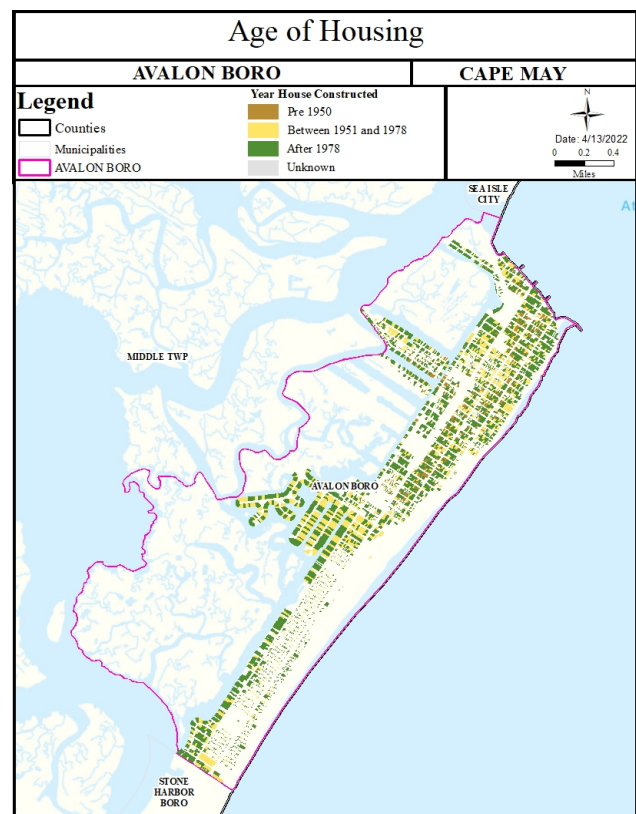 Age of Housing
AVALON BORO
CAPE MAY
Legend
Counties
Municipalities
AVALON BORO
Year House Constructed
Pre 1950
Between 1951 and 1978
After 1978
Unknown
N
Date: 4/13/2022
0 0.2 0.4
Miles
SEA ISLE
CITY
At
MIDDLE TWP
AVALON BORO
STONE
HARBOR
BORO